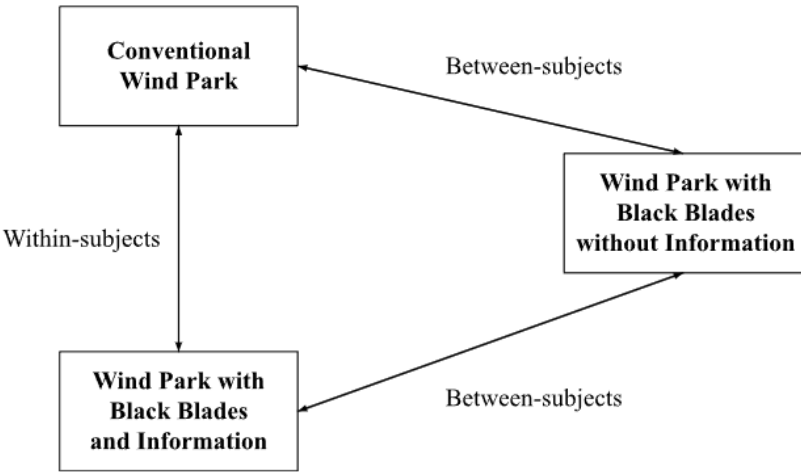 Conventional
Wind Park
Between-subjects
Wind Park with
Black Blades
without Information
Within-subjects
Wind Park with
Black Blades
and Information
Between-subjects